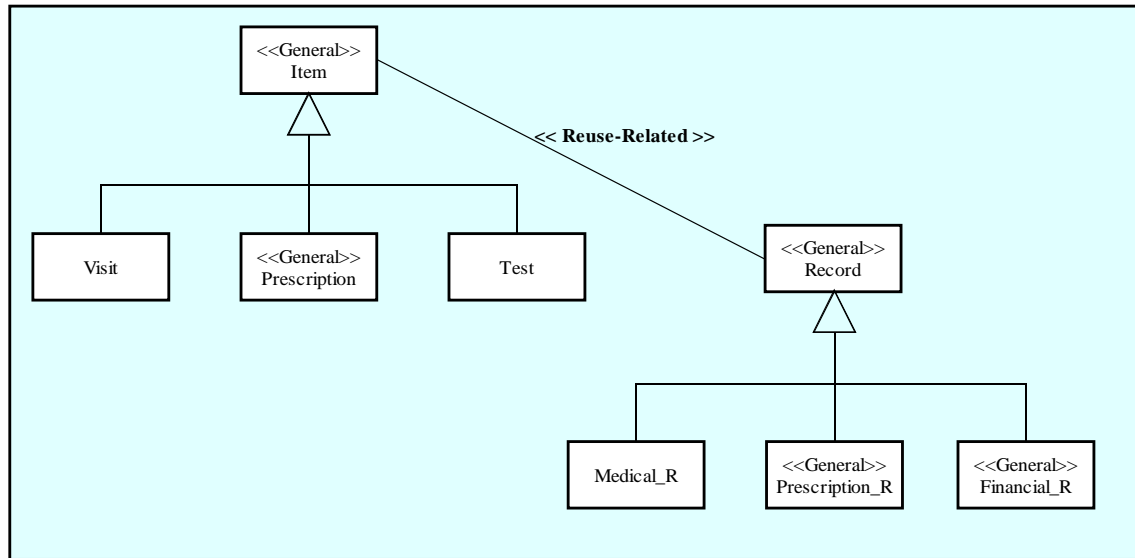 <<General>>
Item
<< Reuse-Related >>
Visit
<<General>>
Prescription
Test
<<General>>
Record
Medical_R
<<General>>
Prescription_R
<<General>>
Financial_R